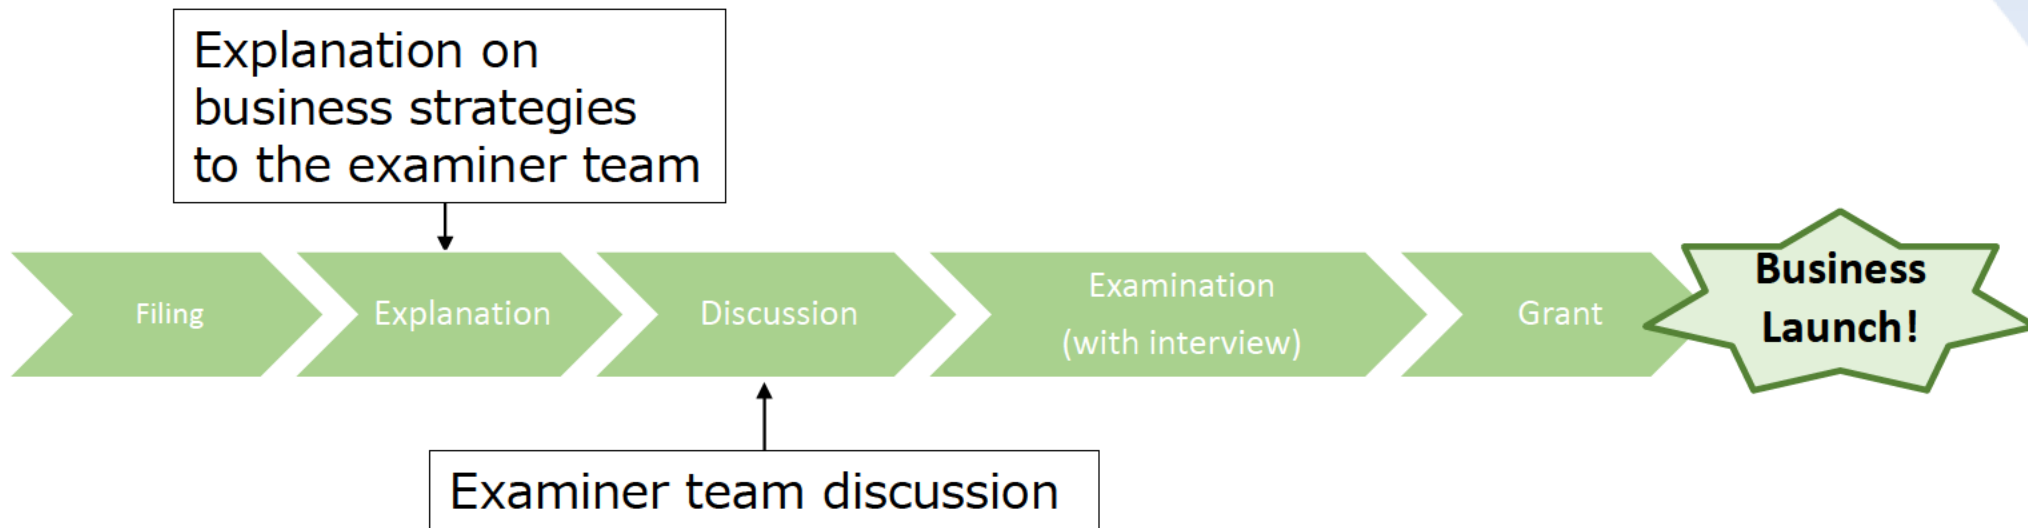 Explanation on
business strategies
to the examiner team
Filing
Explanation
Discussion
Examination
(with interview)
Grant
Business
Launch!
Examiner team discussion